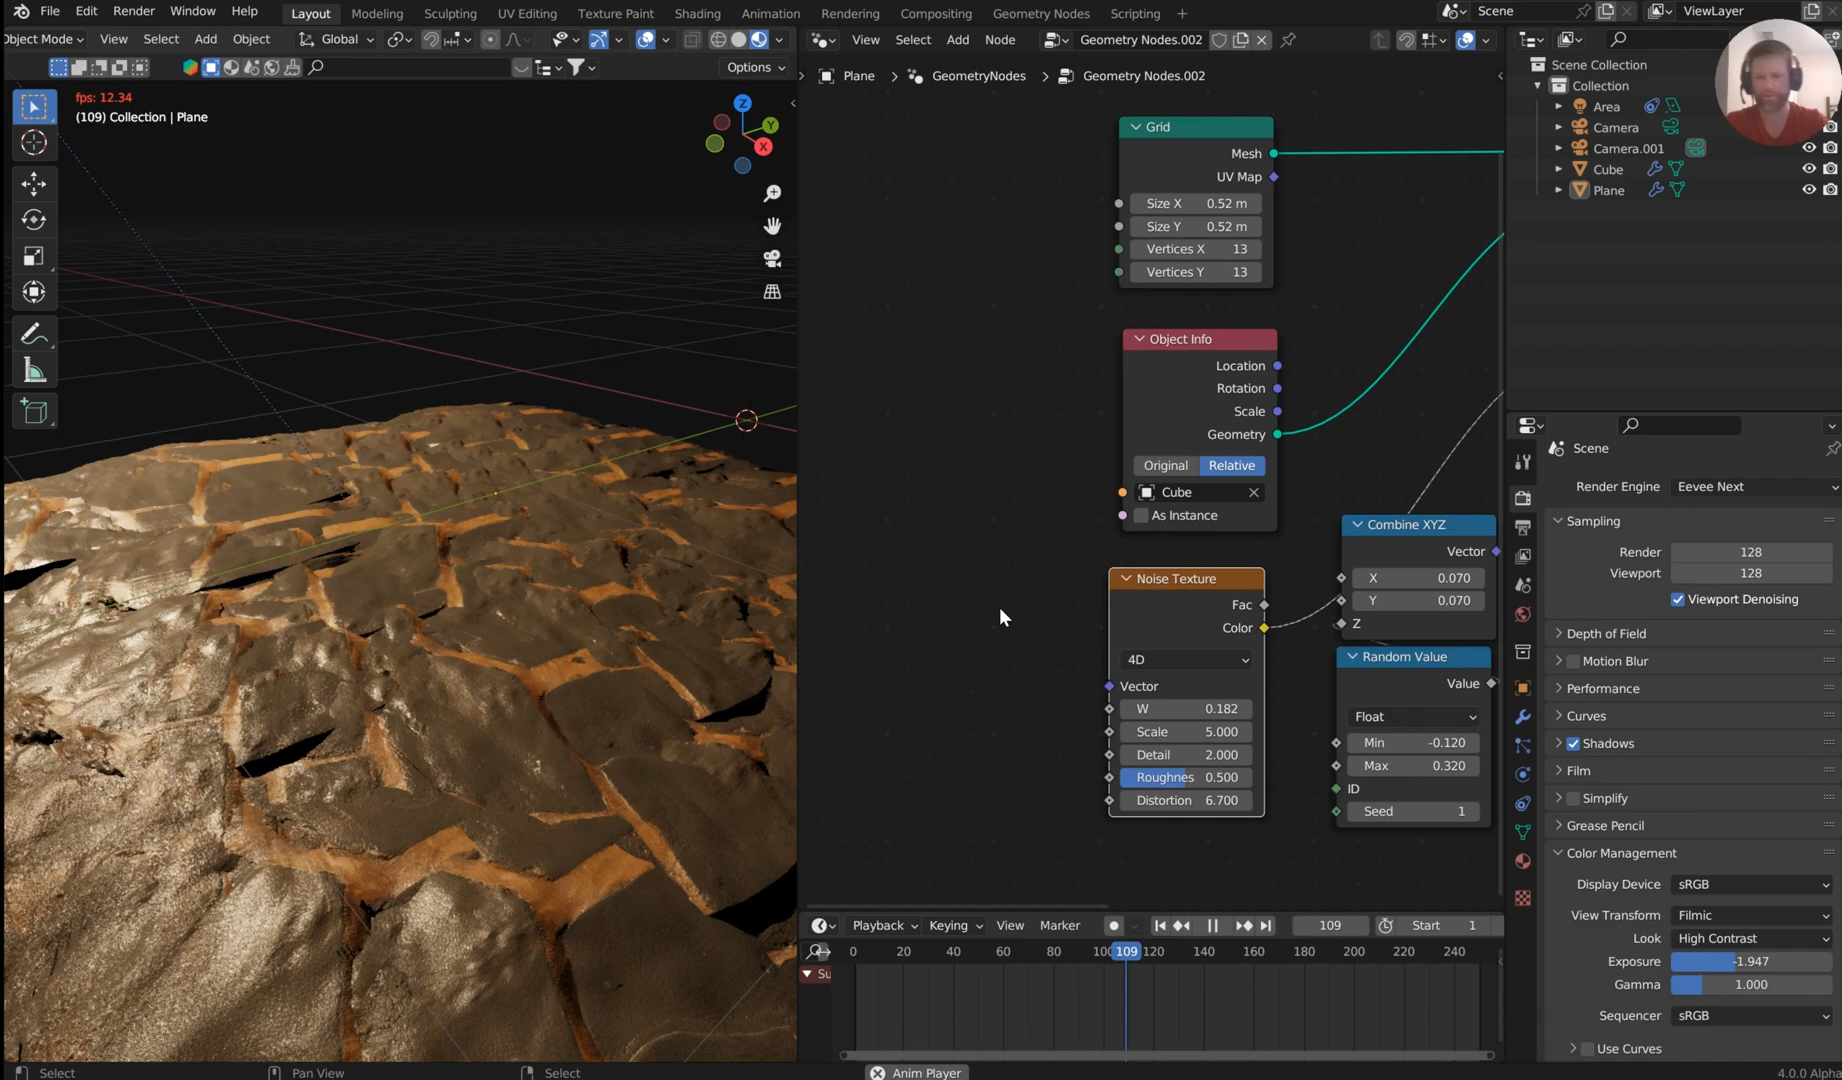 File Edit Render Window Help Layout Modeling Sculpting UV Editing Texture Paint Shading Animation Rendering Compositing Geometry Nodes Scripting + Scene ViewLayer
Object Mode View Select Add Object Global View Select Add Node Geometry Nodes.002
Options
Plane GeometryNodes Geometry Nodes.002
fps: 12.34
(109) Collection | Plane
Z
Y
X
Grid
Mesh
UV Map
Size X 0.52 m
Size Y 0.52 m
Vertices X 13
Vertices Y 13
Object Info
Location
Rotation
Scale
Geometry
Original Relative
Cube
As Instance
Noise Texture
Fac
Color
4D
Vector
W 0.182
Scale 5.000
Detail 2.000
Roughnes 0.500
Distortion 6.700
Combine XYZ
Vector
X 0.070
Y 0.070
Z
Random Value
Value
Float
Min -0.120
Max 0.320
ID
Seed 1
Playback Keying View Marker 109 Start 1
0 20 40 60 80 100 109 120 140 160 180 200 220 240
Su
Scene Collection
Collection
Area
Camera
Camera.001
Cube
Plane
Scene
Render Engine Eevee Next
Sampling
Render 128
Viewport 128
Viewport Denoising
Depth of Field
Motion Blur
Performance
Curves
Shadows
Film
Simplify
Grease Pencil
Color Management
Display Device sRGB
View Transform Filmic
Look High Contrast
Exposure -1.947
Gamma 1.000
Sequencer sRGB
Use Curves
Select Pan View Select Anim Player 4.0.0 Alpha